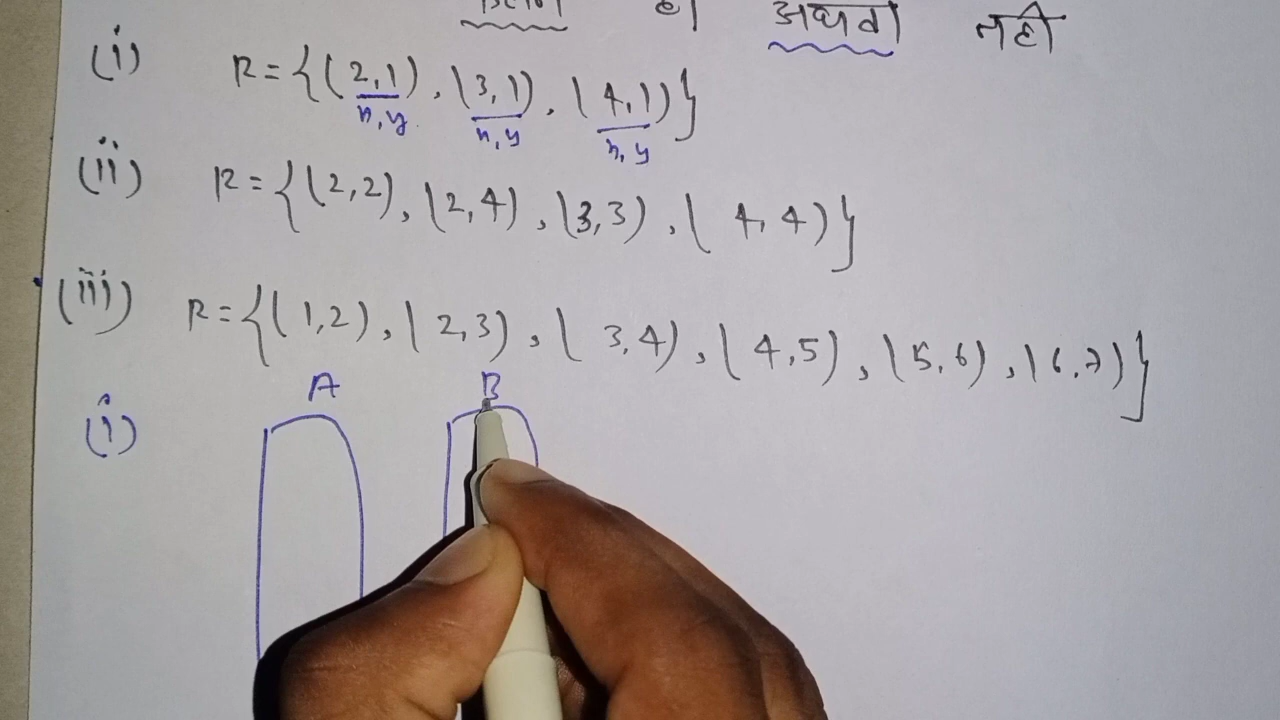 है। अथवा नहीं
(i) R = {(2,1), (3,1), (4,1)}
x,y x,y x,y
(ii) R = {(2,2), (2,4), (3,3), (4,4)}
(iii) R = {(1,2), (2,3), (3,4), (4,5), (5,6), (6,7)}
A B
(i)